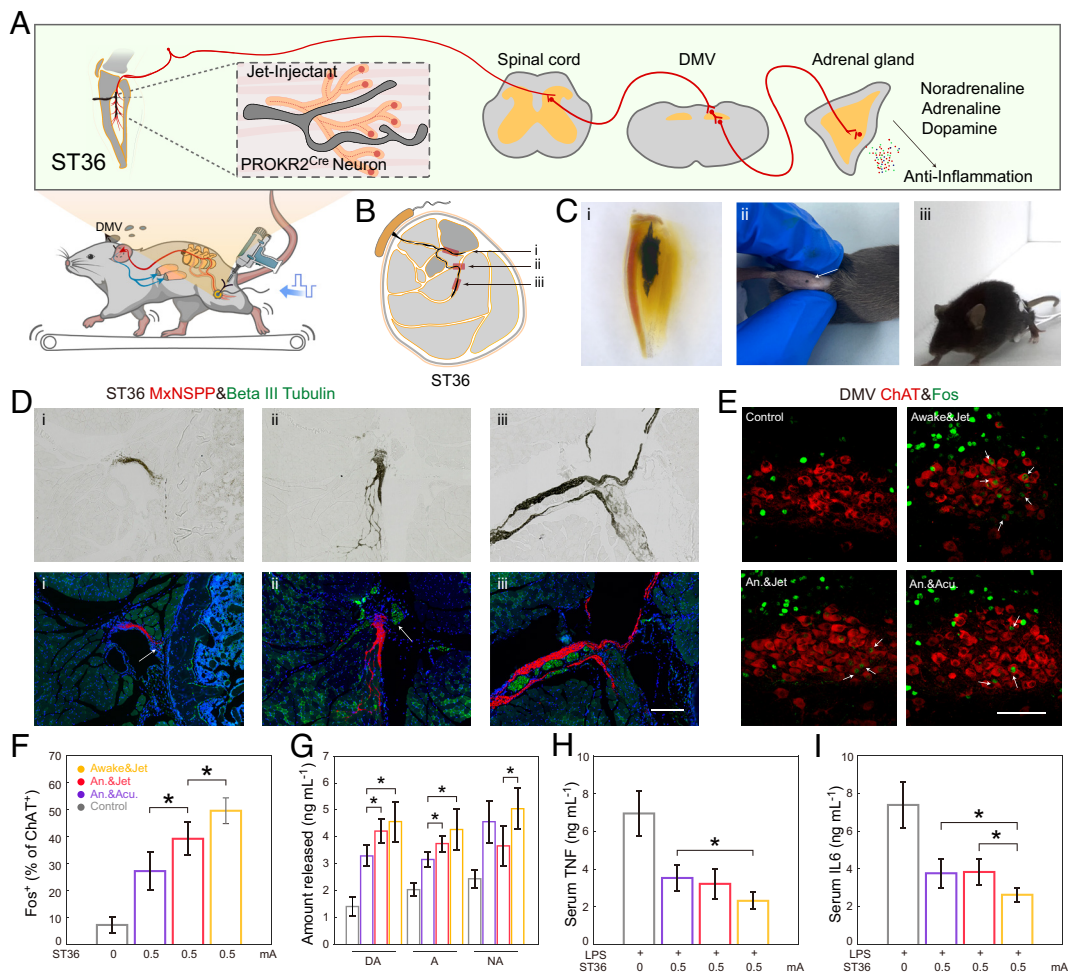 A
Jet-Injectant
PROKR2Cre Neuron
ST36
Spinal cord
DMV
Adrenal gland
Noradrenaline
Adrenaline
Dopamine
Anti-Inflammation
DMV
B
i
ii
iii
ST36
C
i
ii
iii
D
ST36 MxNSPP&Beta III Tubulin
i
ii
iii
i
ii
iii
E
DMV ChAT&Fos
Control
Awake&Jet
An.&Jet
An.&Acu
F
Fos+ (% of ChAT+)
70
60
50
40
30
20
10
0
Awake&Jet
An.&Jet
An.&Acu.
Control
*
*
ST36 0 0.5 0.5 0.5 mA
G
Amount released (ng mL-1)
7
6
5
4
3
2
1
0
*
*
*
*
*
DA A NA
H
Serum TNF (ng mL-1)
8
6
4
2
0
*
LPS + + + +
ST36 0 0.5 0.5 0.5 mA
I
Serum IL6 (ng mL-1)
8
6
4
2
0
*
*
LPS + + + +
ST36 0 0.5 0.5 0.5 mA